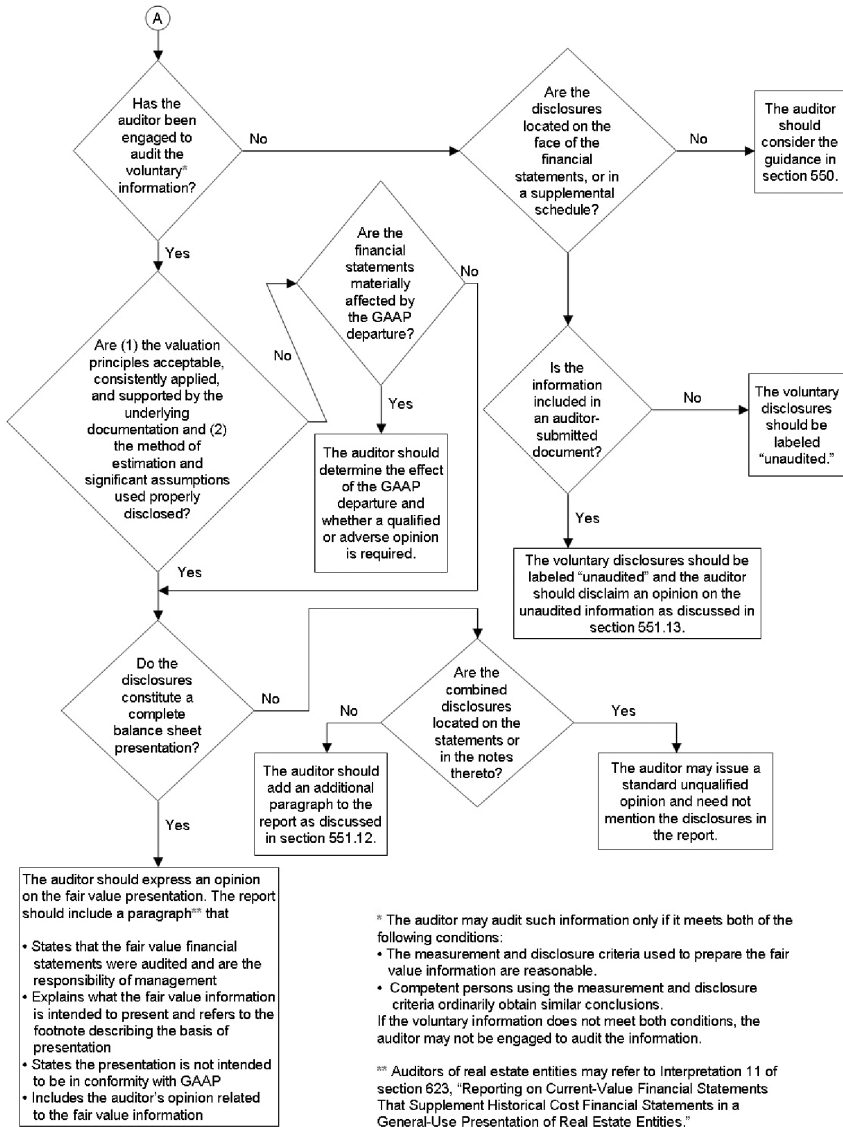 A
Has the
auditor been
engaged to
audit the
voluntary*
information?
No
Are the
disclosures
located on the
face of the
financial
statements, or in
a supplemental
schedule?
No
The auditor
should
consider the
guidance in
section 550.
Yes
Are the
financial
statements
materially
affected by
the GAAP
departure?
No
Are (1) the valuation
principles acceptable,
consistently applied,
and supported by the
underlying
documentation and (2)
the method of
estimation and
significant assumptions
used properly
disclosed?
No
Yes
The auditor should
determine the effect
of the GAAP
departure and
whether a qualified
or adverse opinion
is required.
Is the
information
included in
an auditor-
submitted
document?
No
The voluntary
disclosures
should be
labeled
“unaudited.”
Yes
The voluntary disclosures should be
labeled “unaudited” and the auditor
should disclaim an opinion on the
unaudited information as discussed in
section 551.13.
Yes
Do the
disclosures
constitute a
complete
balance sheet
presentation?
No
Are the
combined
disclosures
located on the
statements or
in the notes
thereto?
No
The auditor should
add an additional
paragraph to the
report as discussed
in section 551.12.
Yes
The auditor may issue a
standard unqualified
opinion and need not
mention the disclosures in
the report.
Yes
The auditor should express an opinion
on the fair value presentation. The report
should include a paragraph** that
• States that the fair value financial
statements were audited and are the
responsibility of management
• Explains what the fair value information
is intended to present and refers to the
footnote describing the basis of
presentation
• States the presentation is not intended
to be in conformity with GAAP
• Includes the auditor’s opinion related
to the fair value information
* The auditor may audit such information only if it meets both of the
following conditions:
• The measurement and disclosure criteria used to prepare the fair
value information are reasonable.
• Competent persons using the measurement and disclosure
criteria ordinarily obtain similar conclusions.
If the voluntary information does not meet both conditions, the
auditor may not be engaged to audit the information.
** Auditors of real estate entities may refer to Interpretation 11 of
section 623, “Reporting on Current-Value Financial Statements
That Supplement Historical Cost Financial Statements in a
General-Use Presentation of Real Estate Entities.”